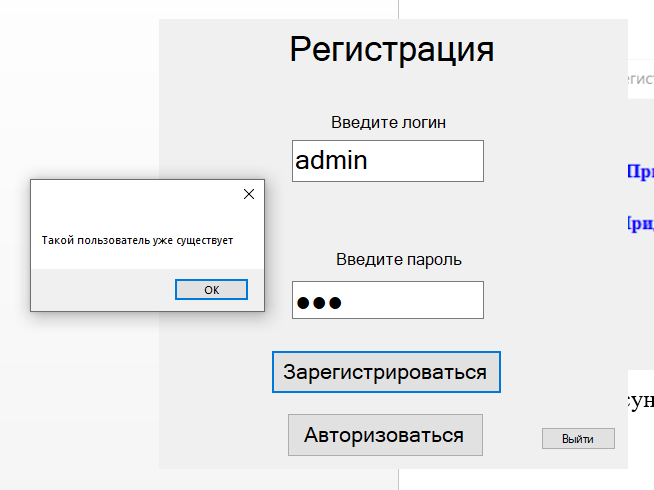 Регистрация
Введите логин
admin
Такой пользователь уже существует
OK
Введите пароль
Зарегистрироваться
Авторизоваться
Выйти